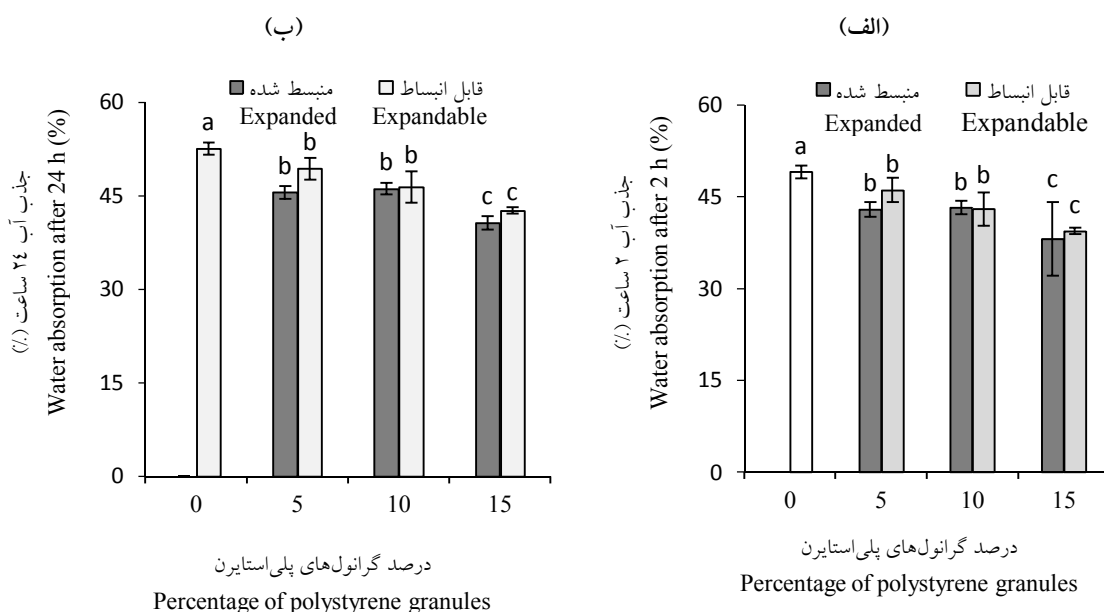 (الف)
منبسط شده
قابل انبساط
Expanded
Expandable
جذب آب ٢ ساعت (٪)
Water absorption after 2 h (%)
60
45
30
15
0
a
b
b
b
b
c
c
0
5
10
15
درصد گرانول‌های پلی‌استایرن
Percentage of polystyrene granules
(ب)
منبسط شده
قابل انبساط
Expanded
Expandable
جذب آب ٢٤ ساعت (٪)
Water absorption after 24 h (%)
60
45
30
15
0
a
b
b
b
b
c
c
0
5
10
15
درصد گرانول‌های پلی‌استایرن
Percentage of polystyrene granules